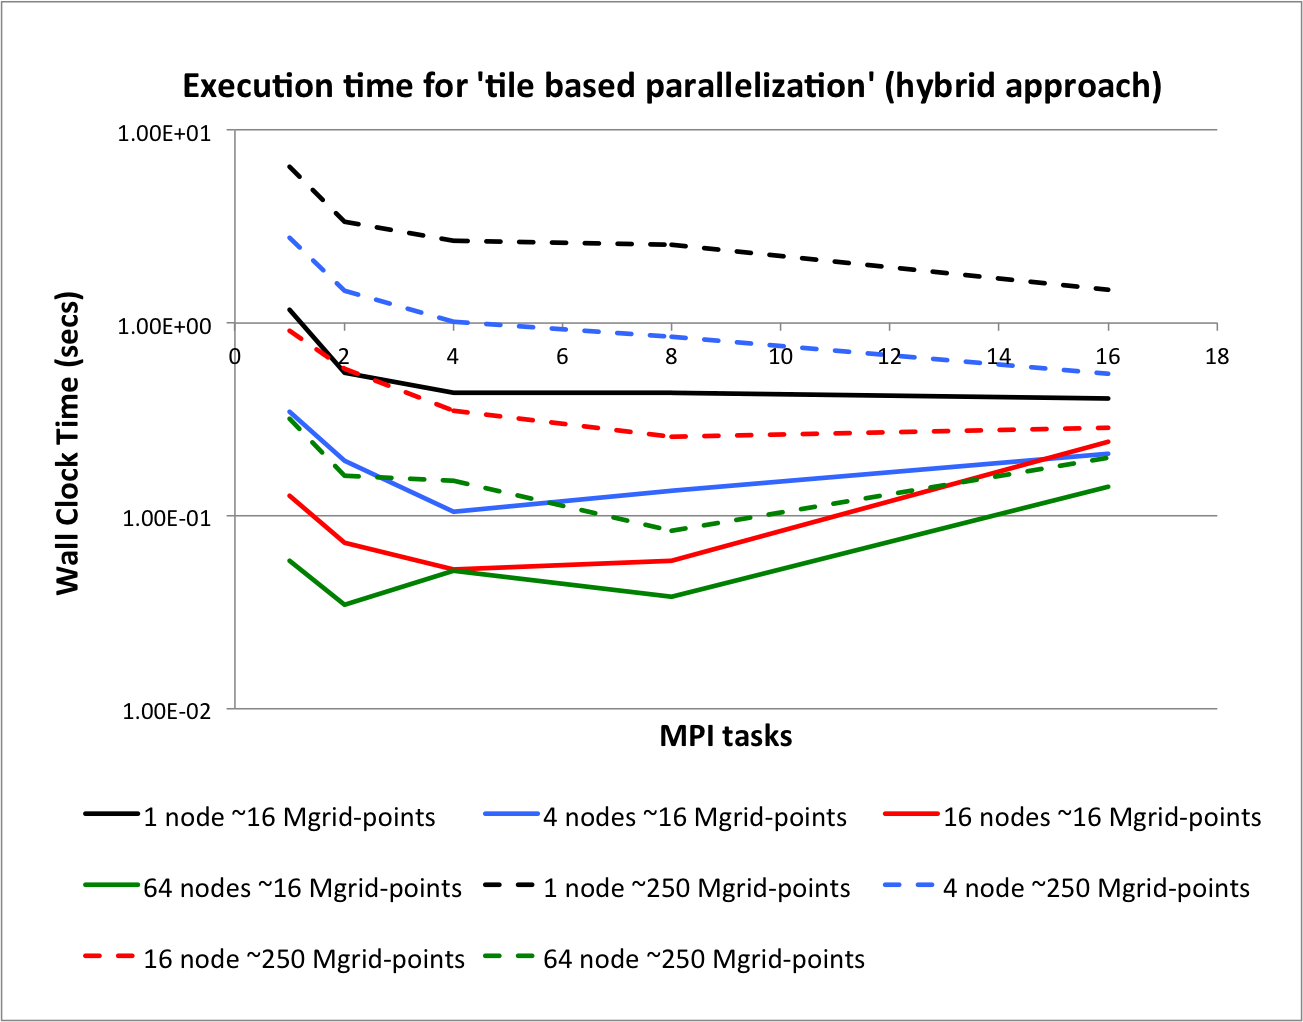 Execution time for 'tile based parallelization' (hybrid approach)
1.00E+01
1.00E+00
1.00E-01
1.00E-02
0 2 4 6 8 10 12 14 16 18
Wall Clock Time (secs)
MPI tasks
1 node ~16 Mgrid-points 4 nodes ~16 Mgrid-points 16 nodes ~16 Mgrid-points
64 nodes ~16 Mgrid-points 1 node ~250 Mgrid-points 4 node ~250 Mgrid-points
16 node ~250 Mgrid-points 64 node ~250 Mgrid-points